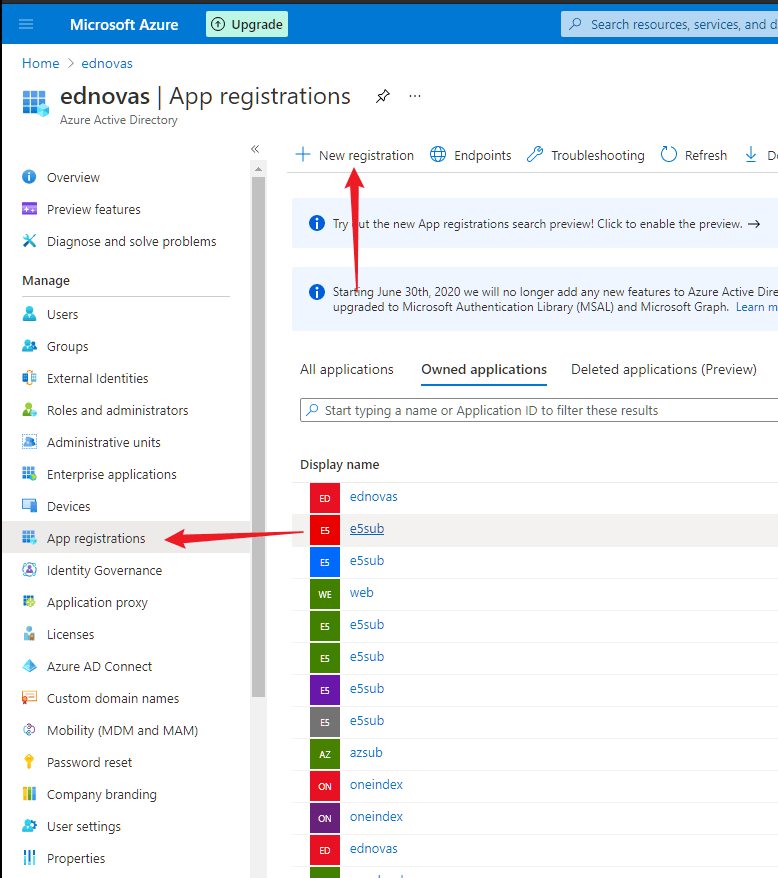 Microsoft Azure
Upgrade
Search resources, services, and d
Home > ednovas
ednovas | App registrations
Azure Active Directory
Overview
Preview features
Diagnose and solve problems
Manage
Users
Groups
External Identities
Roles and administrators
Administrative units
Enterprise applications
Devices
App registrations
Identity Governance
Application proxy
Licenses
Azure AD Connect
Custom domain names
Mobility (MDM and MAM)
Password reset
Company branding
User settings
Properties
New registration Endpoints Troubleshooting Refresh
Try out the new App registrations search preview! Click to enable the preview. →
Starting June 30th, 2020 we will no longer add any new features to Azure Active Dire
upgraded to Microsoft Authentication Library (MSAL) and Microsoft Graph. Learn m
All applications Owned applications Deleted applications (Preview)
Start typing a name or Application ID to filter these results
Display name
ED ednovas
E5 e5sub
E5 e5sub
WE web
E5 e5sub
E5 e5sub
E5 e5sub
E5 e5sub
AZ azsub
ON oneindex
ON oneindex
ED ednovas